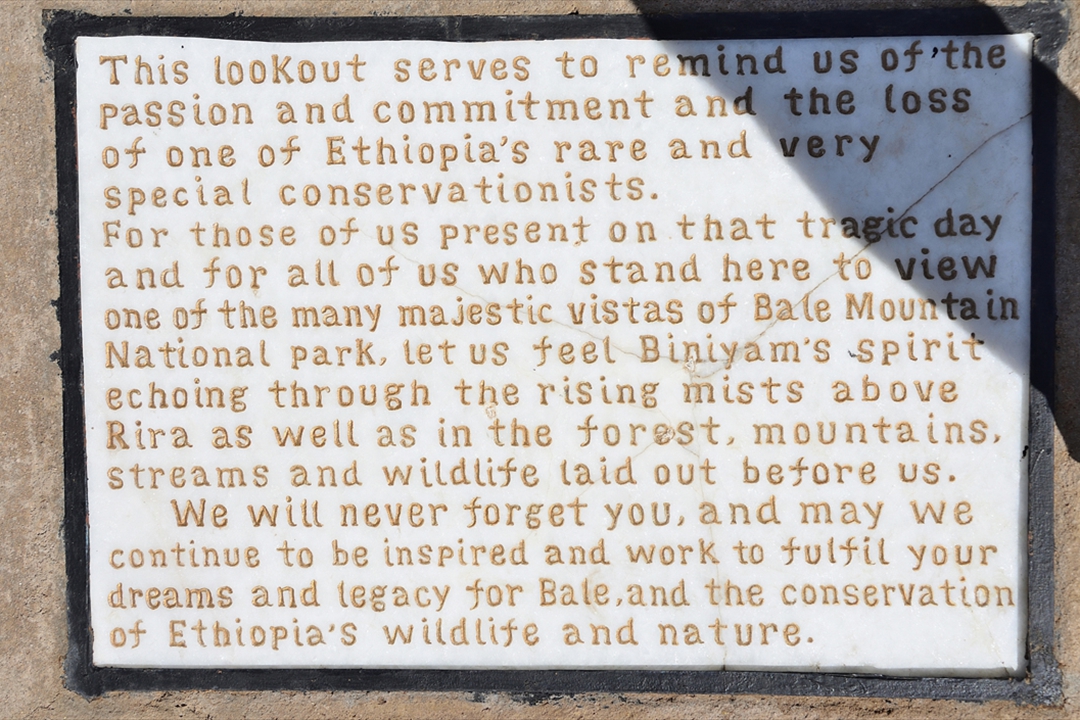 This looKout serves to remind us of the
passion and commitment and the loss
of one of Ethiopia's rare and very
special conservationists.
For those of us present on that tragic day
and for all of us who stand here to view
one of the many majestic vistas of Bale Mountain
National park, let us feel Biniyam's spirit
echoing through the rising mists above
Rira as well as in the forest, mountains,
streams and wildlife laid out before us.
We will never forget you, and may we
continue to be inspired and work to fulfil your
dreams and legacy for Bale, and the conservation
of Ethiopia's wildlife and nature.